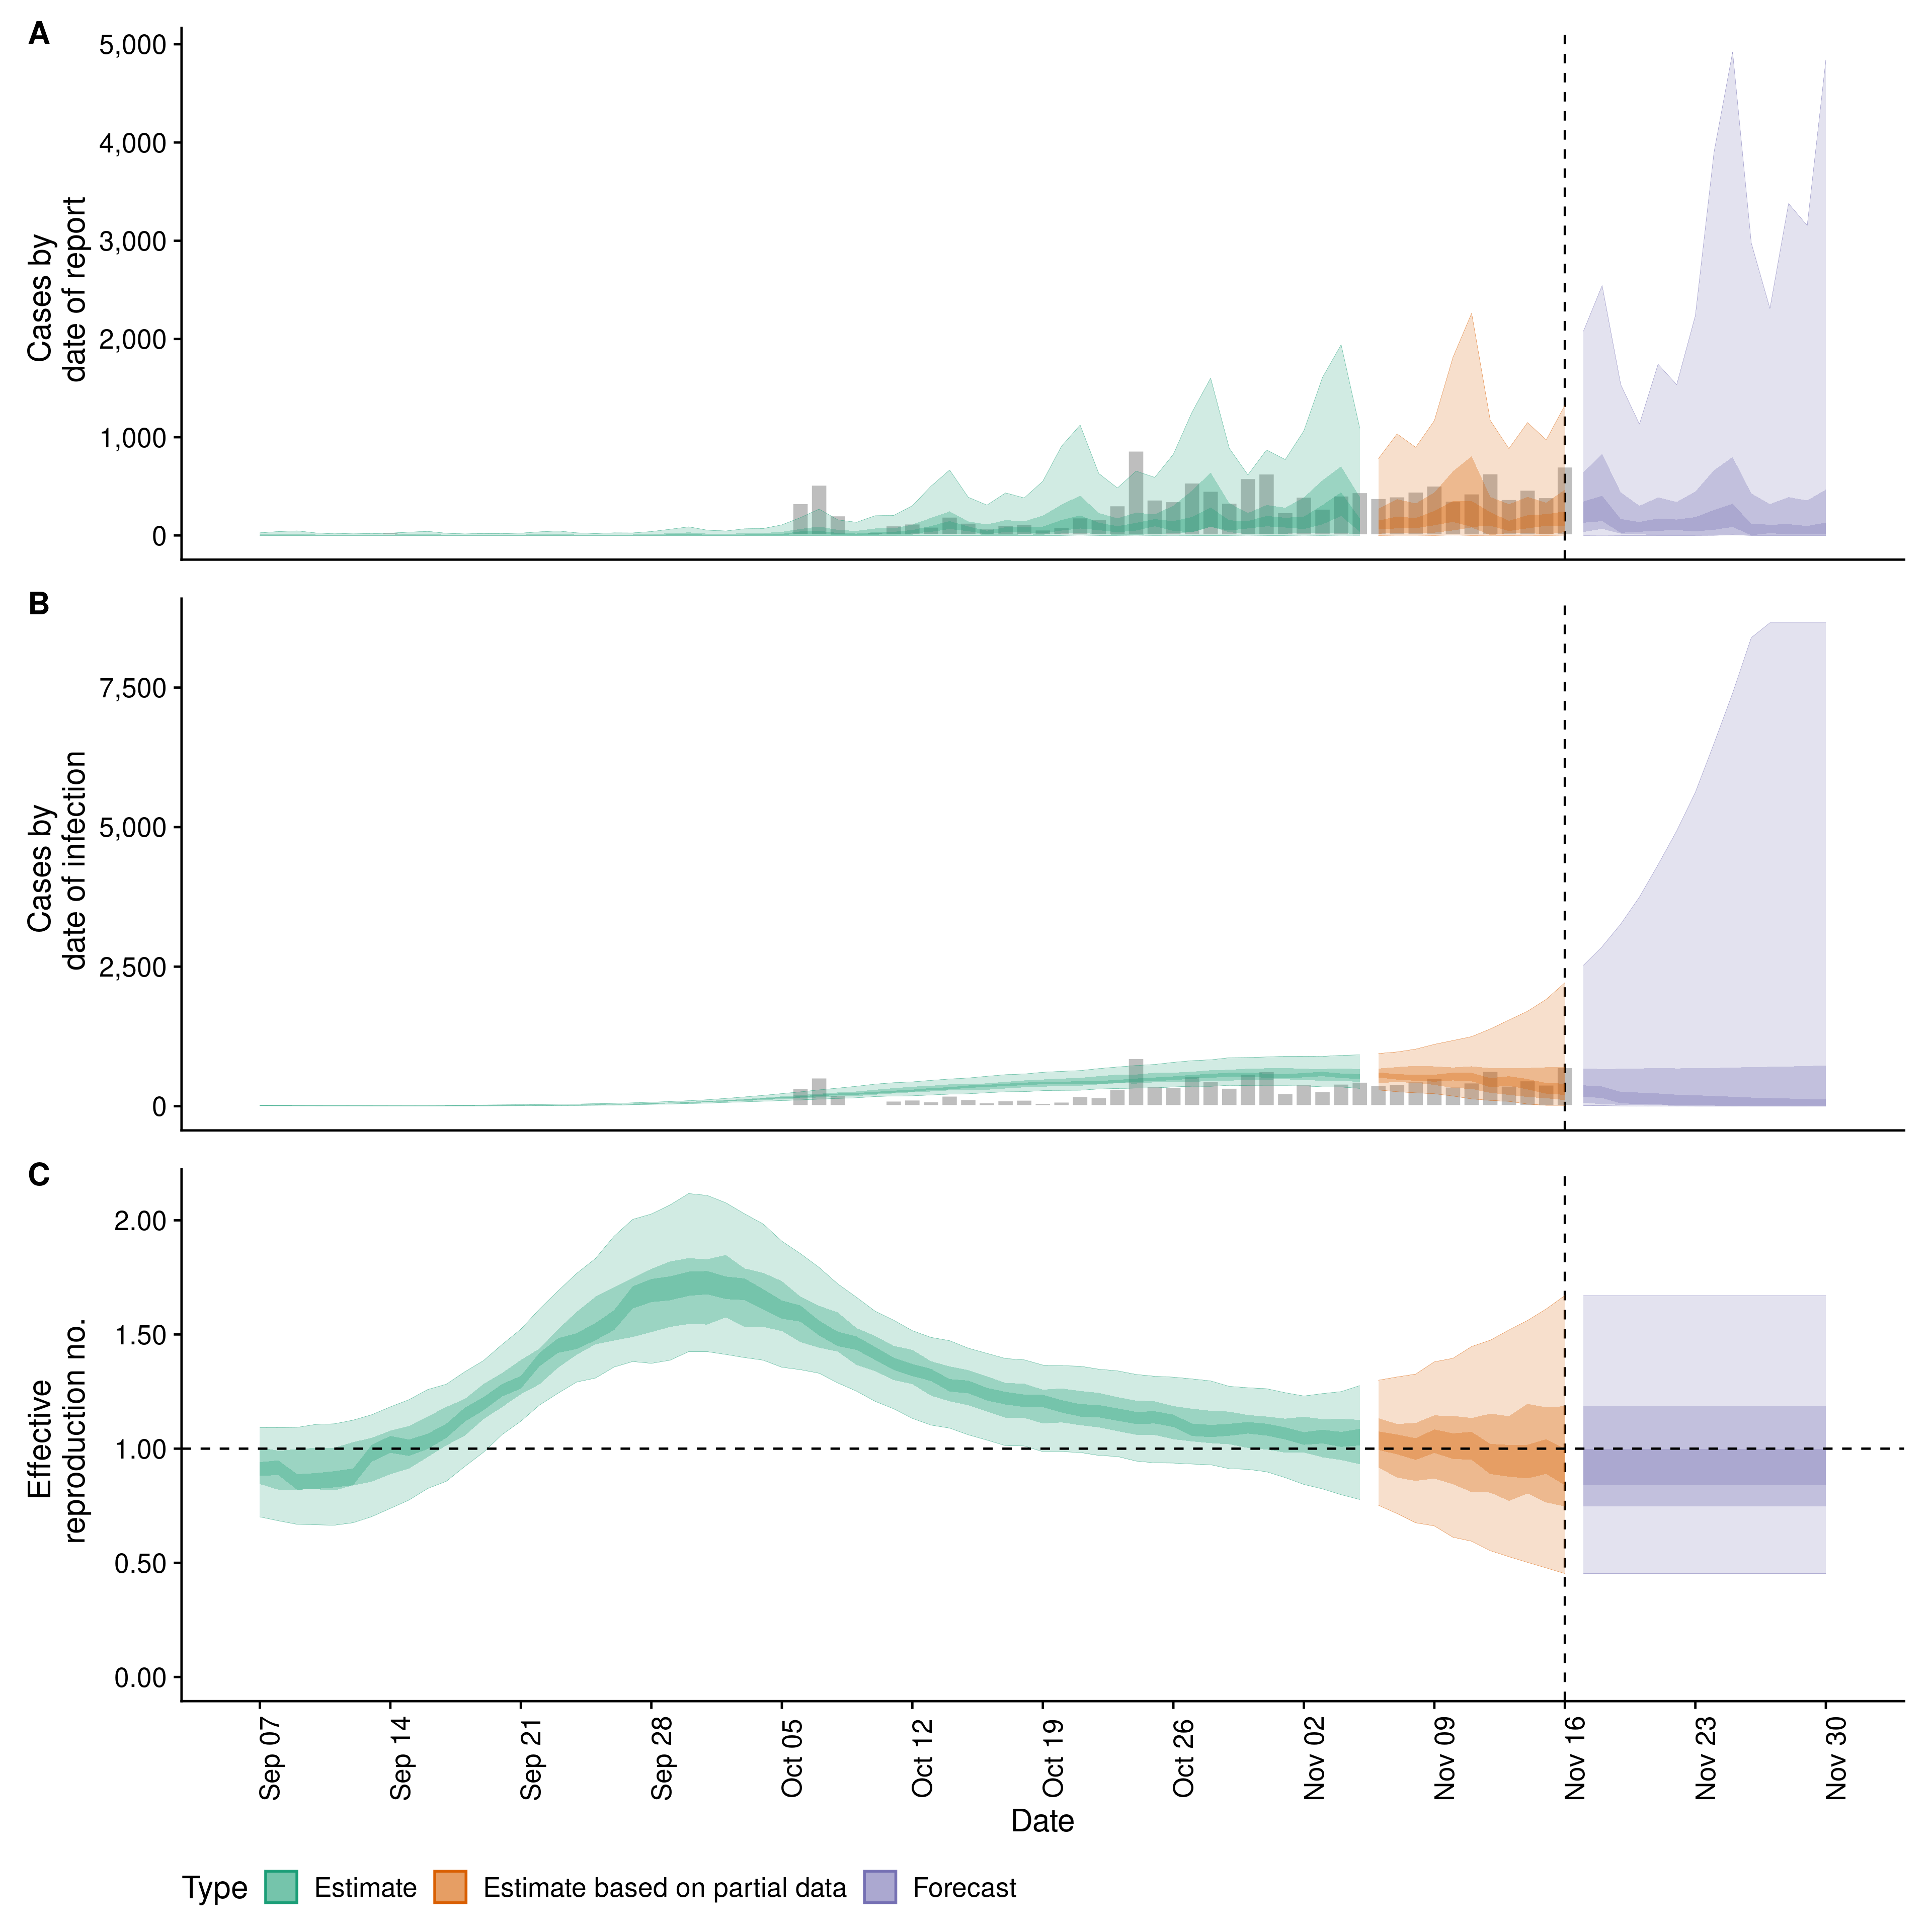 A
5,000
4,000
3,000
2,000
1,000
0
Cases by
date of report
B
7,500
5,000
2,500
0
Cases by
date of infection
C
2.00
1.50
1.00
0.50
0.00
Effective
reproduction no.
Sep 07
Sep 14
Sep 21
Sep 28
Oct 05
Oct 12
Oct 19
Oct 26
Nov 02
Nov 09
Nov 16
Nov 23
Nov 30
Date
Type Estimate Estimate based on partial data Forecast